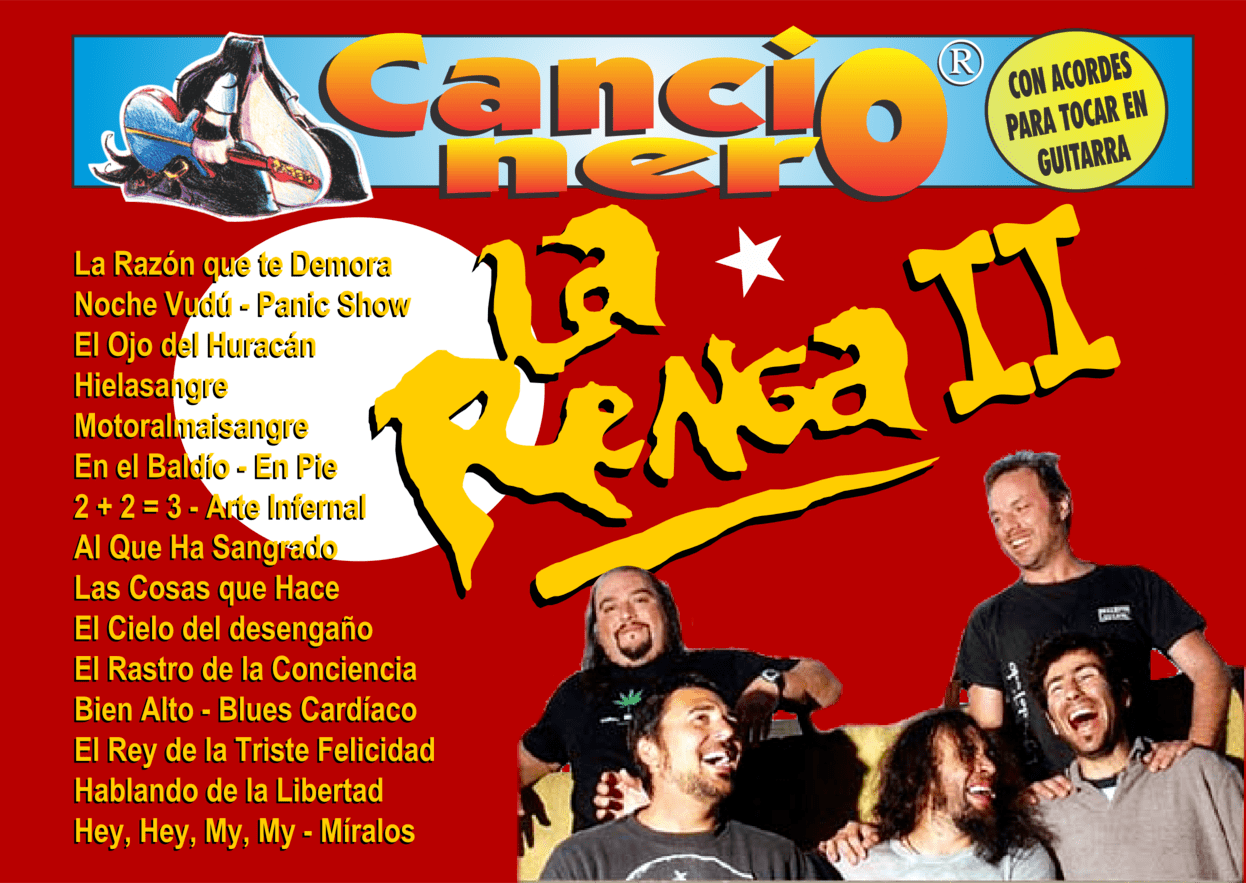 Cancio
nero
®
CON ACORDES
PARA TOCAR EN
GUITARRA
La
Renga II
La Razón que te Demora
Noche Vudú - Panic Show
El Ojo del Huracán
Hielasangre
Motoralmaisangre
En el Baldío - En Pie
2 + 2 = 3 - Arte Infernal
Al Que Ha Sangrado
Las Cosas que Hace
El Cielo del desengaño
El Rastro de la Conciencia
Bien Alto - Blues Cardíaco
El Rey de la Triste Felicidad
Hablando de la Libertad
Hey, Hey, My, My - Míralos